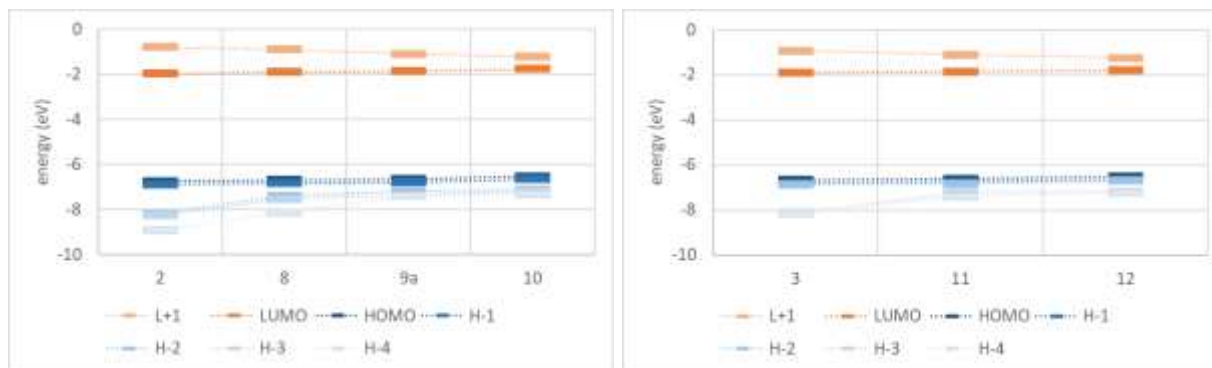 0
-2
-4
-6
-8
-10
energy (eV)
2 8 9a 10
L+1 LUMO HOMO H-1
H-2 H-3 H-4
0
-2
-4
-6
-8
-10
energy (eV)
3 11 12
L+1 LUMO HOMO H-1
H-2 H-3 H-4